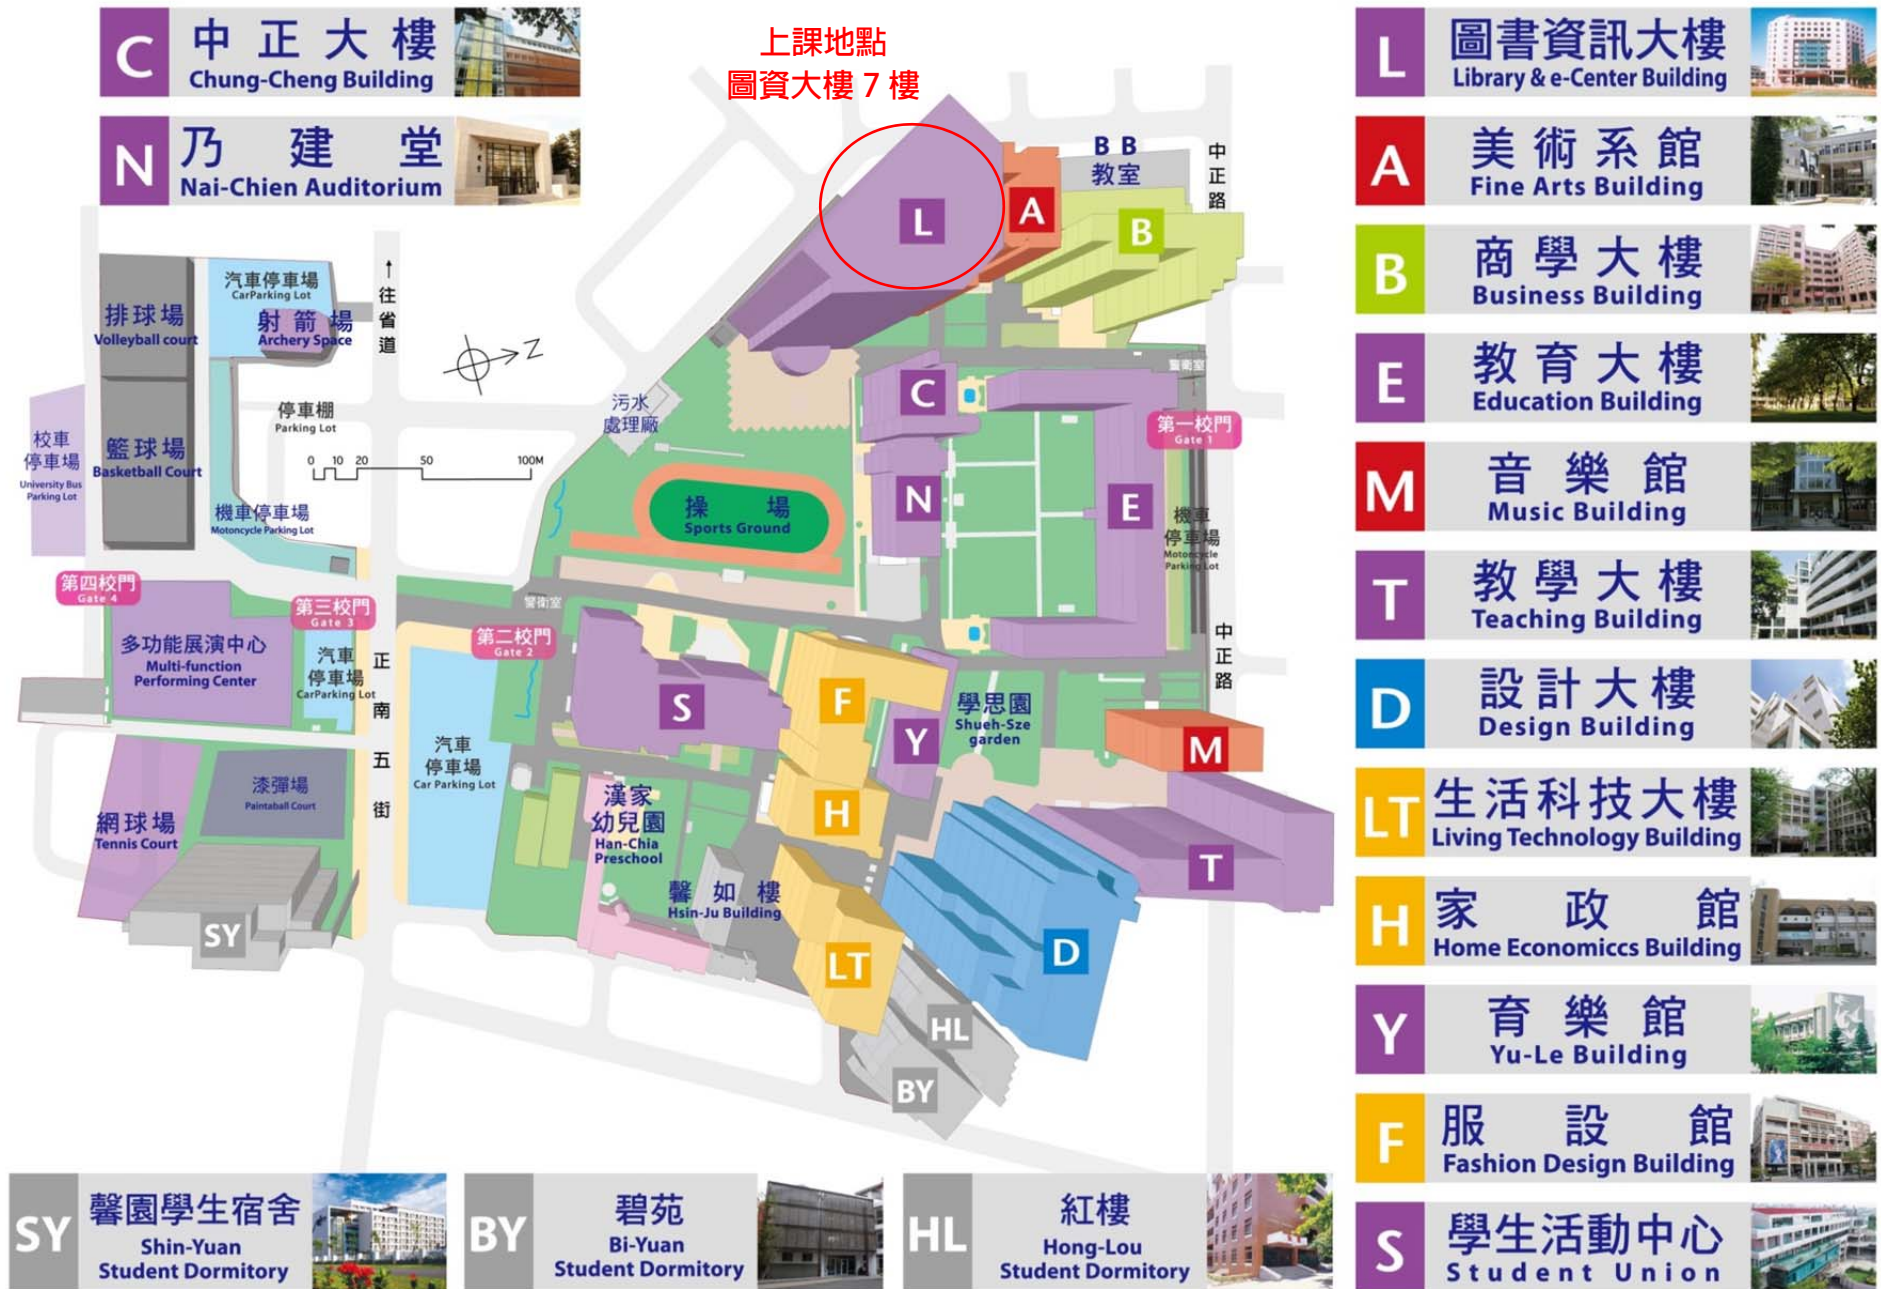 C
中正大樓
Chung-Cheng Building
N
乃建堂
Nai-Chien Auditorium
上課地點
圖資大樓 7 樓
L
圖書資訊大樓
Library & e-Center Building
A
美術系館
Fine Arts Building
B
商學大樓
Business Building
E
教育大樓
Education Building
M
音樂館
Music Building
T
教學大樓
Teaching Building
D
設計大樓
Design Building
LT
生活科技大樓
Living Technology Building
H
家政館
Home Economiccs Building
Y
育樂館
Yu-Le Building
F
服設館
Fashion Design Building
S
學生活動中心
Student Union
SY
馨園學生宿舍
Shin-Yuan
Student Dormitory
BY
碧苑
Bi-Yuan
Student Dormitory
HL
紅樓
Hong-Lou
Student Dormitory
L
A
B B
教室
B
中正路
汽車停車場
CarParking Lot
射箭場
Archery Space
排球場
Volleyball court
←往省道
Z
停車棚
Parking Lot
校車
停車場
University Bus
Parking Lot
籃球場
Basketball Court
0 10 20 50 100M
機車停車場
Motoncycle Parking Lot
污水
處理廠
操場
Sports Ground
C
N
E
警衛室
第一校門
Gate 1
機車
停車場
Motoncycle
Parking Lot
中正路
第四校門
Gate 4
第三校門
Gate 3
警衛室
第二校門
Gate 2
多功能展演中心
Multi-function
Performing Center
汽車
停車場
CarParking Lot
正南五街
汽車
停車場
Car Parking Lot
S
F
Y
學思園
Shueh-Sze
garden
M
漆彈場
Paintaball Court
網球場
Tennis Court
漢家
幼兒園
Han-Chia
Preschool
H
T
馨如樓
Hsin-Ju Building
SY
LT
D
HL
BY